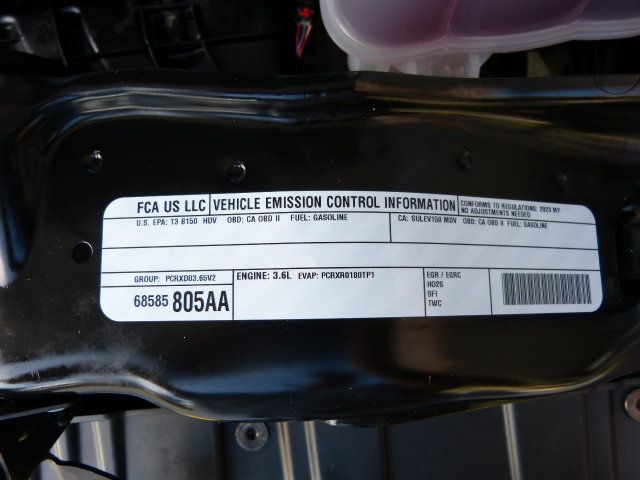 FCA US LLC VEHICLE EMISSION CONTROL INFORMATION CONFORMS TO REGULATIONS: 2023 MY
NO ADJUSTMENTS NEEDED
U.S. EPA: T3 B150 HDV OBD: CA OBD II FUEL: GASOLINE CA: SULEV150 MDV OBD: CA OBD II FUEL: GASOLINE
GROUP: PCRXD03.65V2 ENGINE: 3.6L EVAP: PCRXR0180TP1 EGR / EGRC
HO2S
68585 805AA SFI
TWC